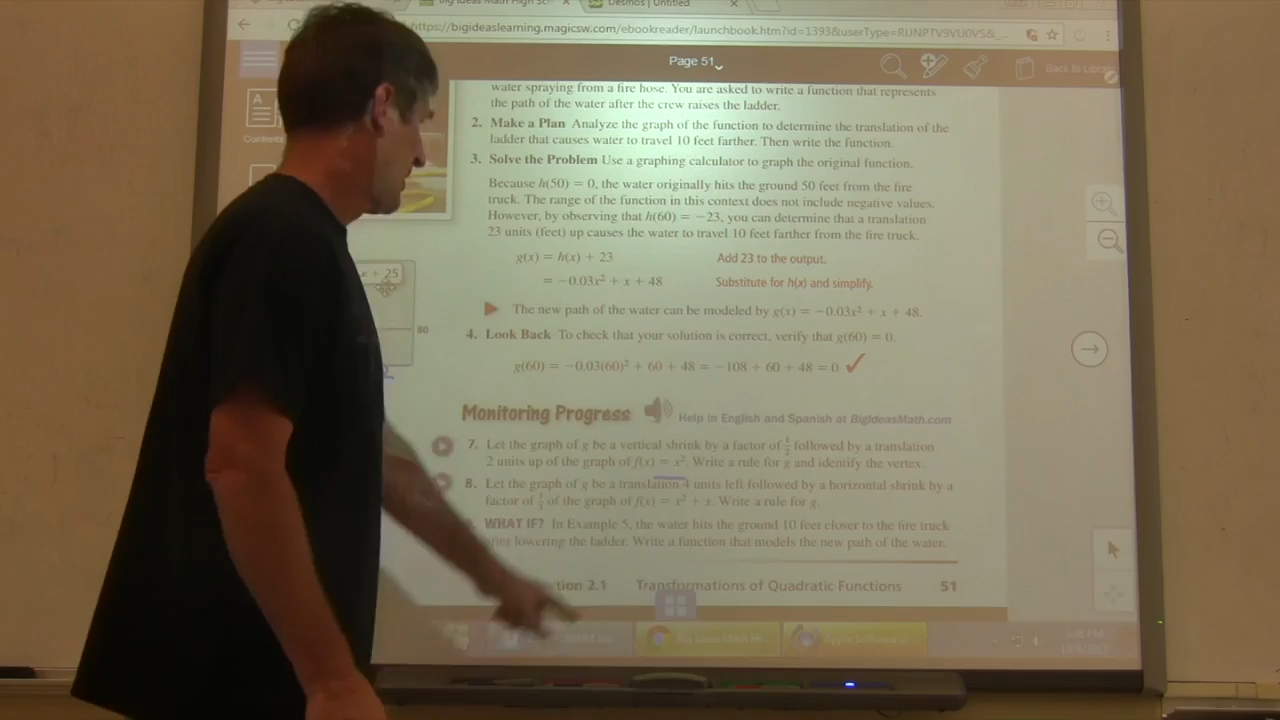 Desmos | Untitled
https://bigideaslearning.magicsw.com/ebookreader/launchbook.htm?id=1393&userType=RUNPTV9VU0VS&_
Page 51
Back to Library
water spraying from a fire hose. You are asked to write a function that represents
the path of the water after the crew raises the ladder.
2. Make a Plan Analyze the graph of the function to determine the translation of the
ladder that causes water to travel 10 feet farther. Then write the function.
3. Solve the Problem Use a graphing calculator to graph the original function.
Because h(50) = 0, the water originally hits the ground 50 feet from the fire
truck. The range of the function in this context does not include negative values.
However, by observing that h(60) = −23, you can determine that a translation
23 units (feet) up causes the water to travel 10 feet farther from the fire truck.
g(x) = h(x) + 23 Add 23 to the output.
= −0.03x² + x + 48 Substitute for h(x) and simplify.
The new path of the water can be modeled by g(x) = −0.03x² + x + 48.
4. Look Back To check that your solution is correct, verify that g(60) = 0.
g(60) = −0.03(60)² + 60 + 48 = −108 + 60 + 48 = 0 ✓
x + 25
80
Monitoring Progress Help in English and Spanish at BigIdeasMath.com
7. Let the graph of g be a vertical shrink by a factor of ½ followed by a translation
2 units up of the graph of f(x) = x². Write a rule for g and identify the vertex.
8. Let the graph of g be a translation 4 units left followed by a horizontal shrink by a
factor of ⅓ of the graph of f(x) = x² + x. Write a rule for g.
WHAT IF? In Example 5, the water hits the ground 10 feet closer to the fire truck
after lowering the ladder. Write a function that models the new path of the water.
2.1 Transformations of Quadratic Functions 51